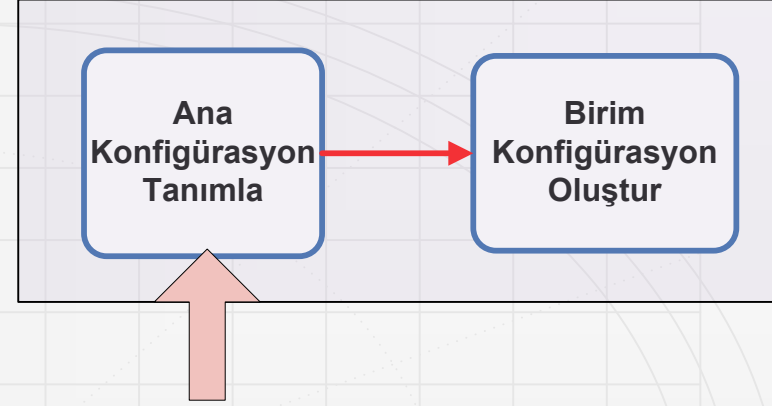 Ana
Konfigürasyon
Tanımla
Birim
Konfigürasyon
Oluştur